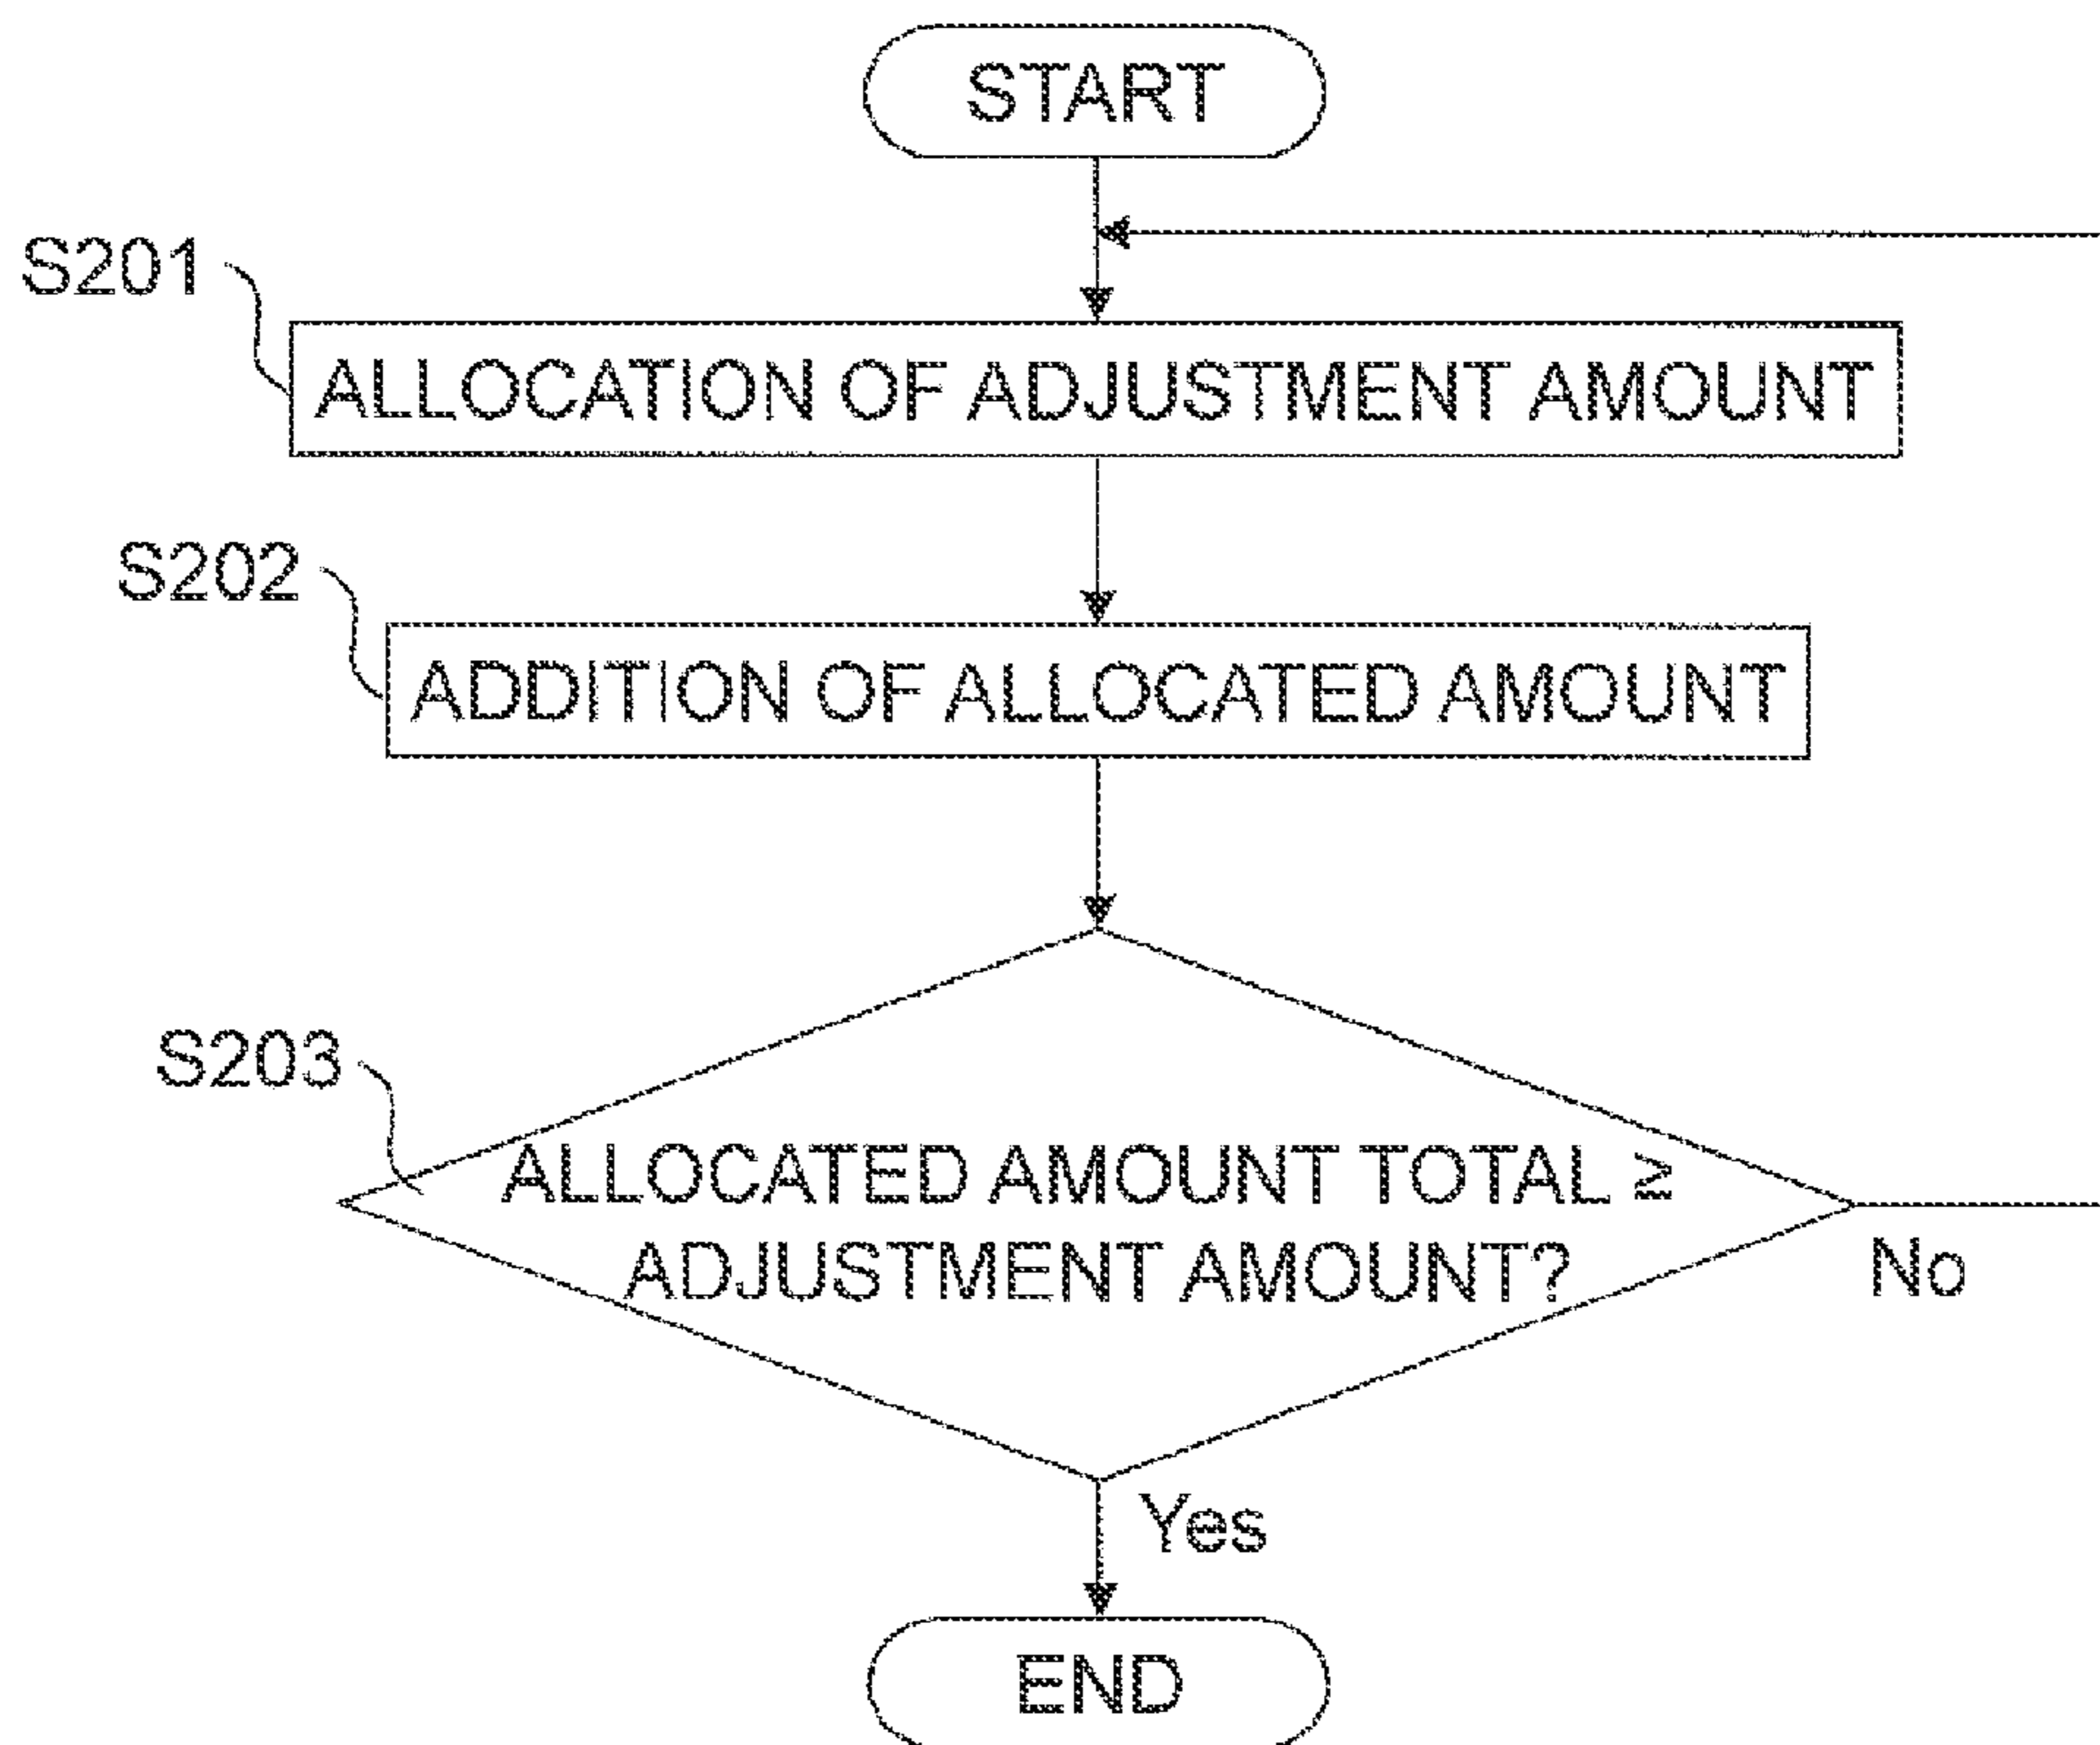 START
S201
ALLOCATION OF ADJUSTMENT AMOUNT
S202
ADDITION OF ALLOCATED AMOUNT
S203
ALLOCATED AMOUNT TOTAL ≥
ADJUSTMENT AMOUNT?
No
Yes
END